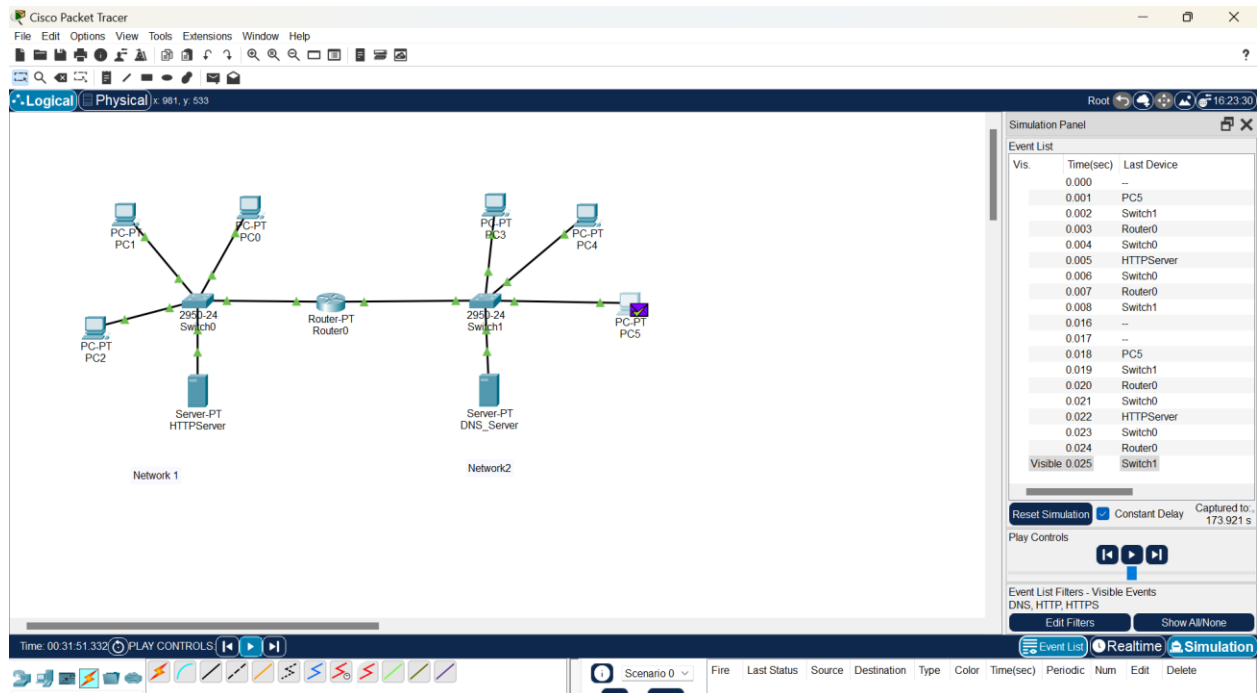 Cisco Packet Tracer
File Edit Options View Tools Extensions Window Help
?
Logical Physical x: 981, y: 533
Root 16:23:30
Simulation Panel
Event List
Vis. Time(sec) Last Device
0.000 --
0.001 PC5
0.002 Switch1
0.003 Router0
0.004 Switch0
0.005 HTTPServer
0.006 Switch0
0.007 Router0
0.008 Switch1
0.016 --
0.017 --
0.018 PC5
0.019 Switch1
0.020 Router0
0.021 Switch0
0.022 HTTPServer
0.023 Switch0
0.024 Router0
Visible 0.025 Switch1
Reset Simulation Constant Delay Captured to:
173.921 s
Play Controls
Event List Filters - Visible Events
DNS, HTTP, HTTPS
Edit Filters Show All/None
PC-PT
PC1
PC-PT
PC0
PC-PT
PC3
PC-PT
PC4
2950-24
Switch0
Router-PT
Router0
2950-24
Switch1
PC-PT
PC5
PC-PT
PC2
Server-PT
HTTPServer
Server-PT
DNS_Server
Network 1
Network2
Time: 00:31:51.332 PLAY CONTROLS:
Event List Realtime Simulation
Scenario 0
Fire Last Status Source Destination Type Color Time(sec) Periodic Num Edit Delete